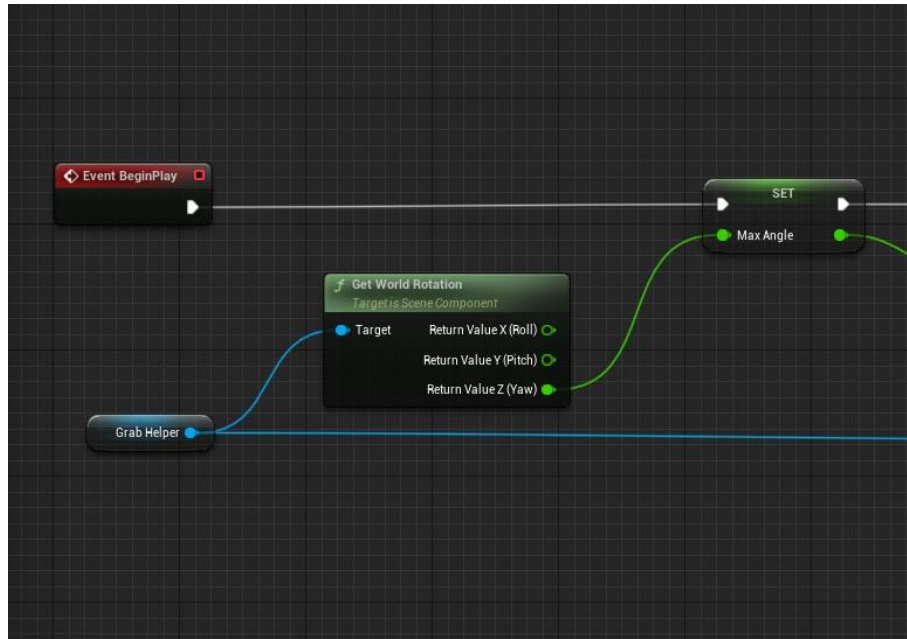 Event BeginPlay
SET
Max Angle
f Get World Rotation
Target is Scene Component
Target
Return Value X (Roll)
Return Value Y (Pitch)
Return Value Z (Yaw)
Grab Helper